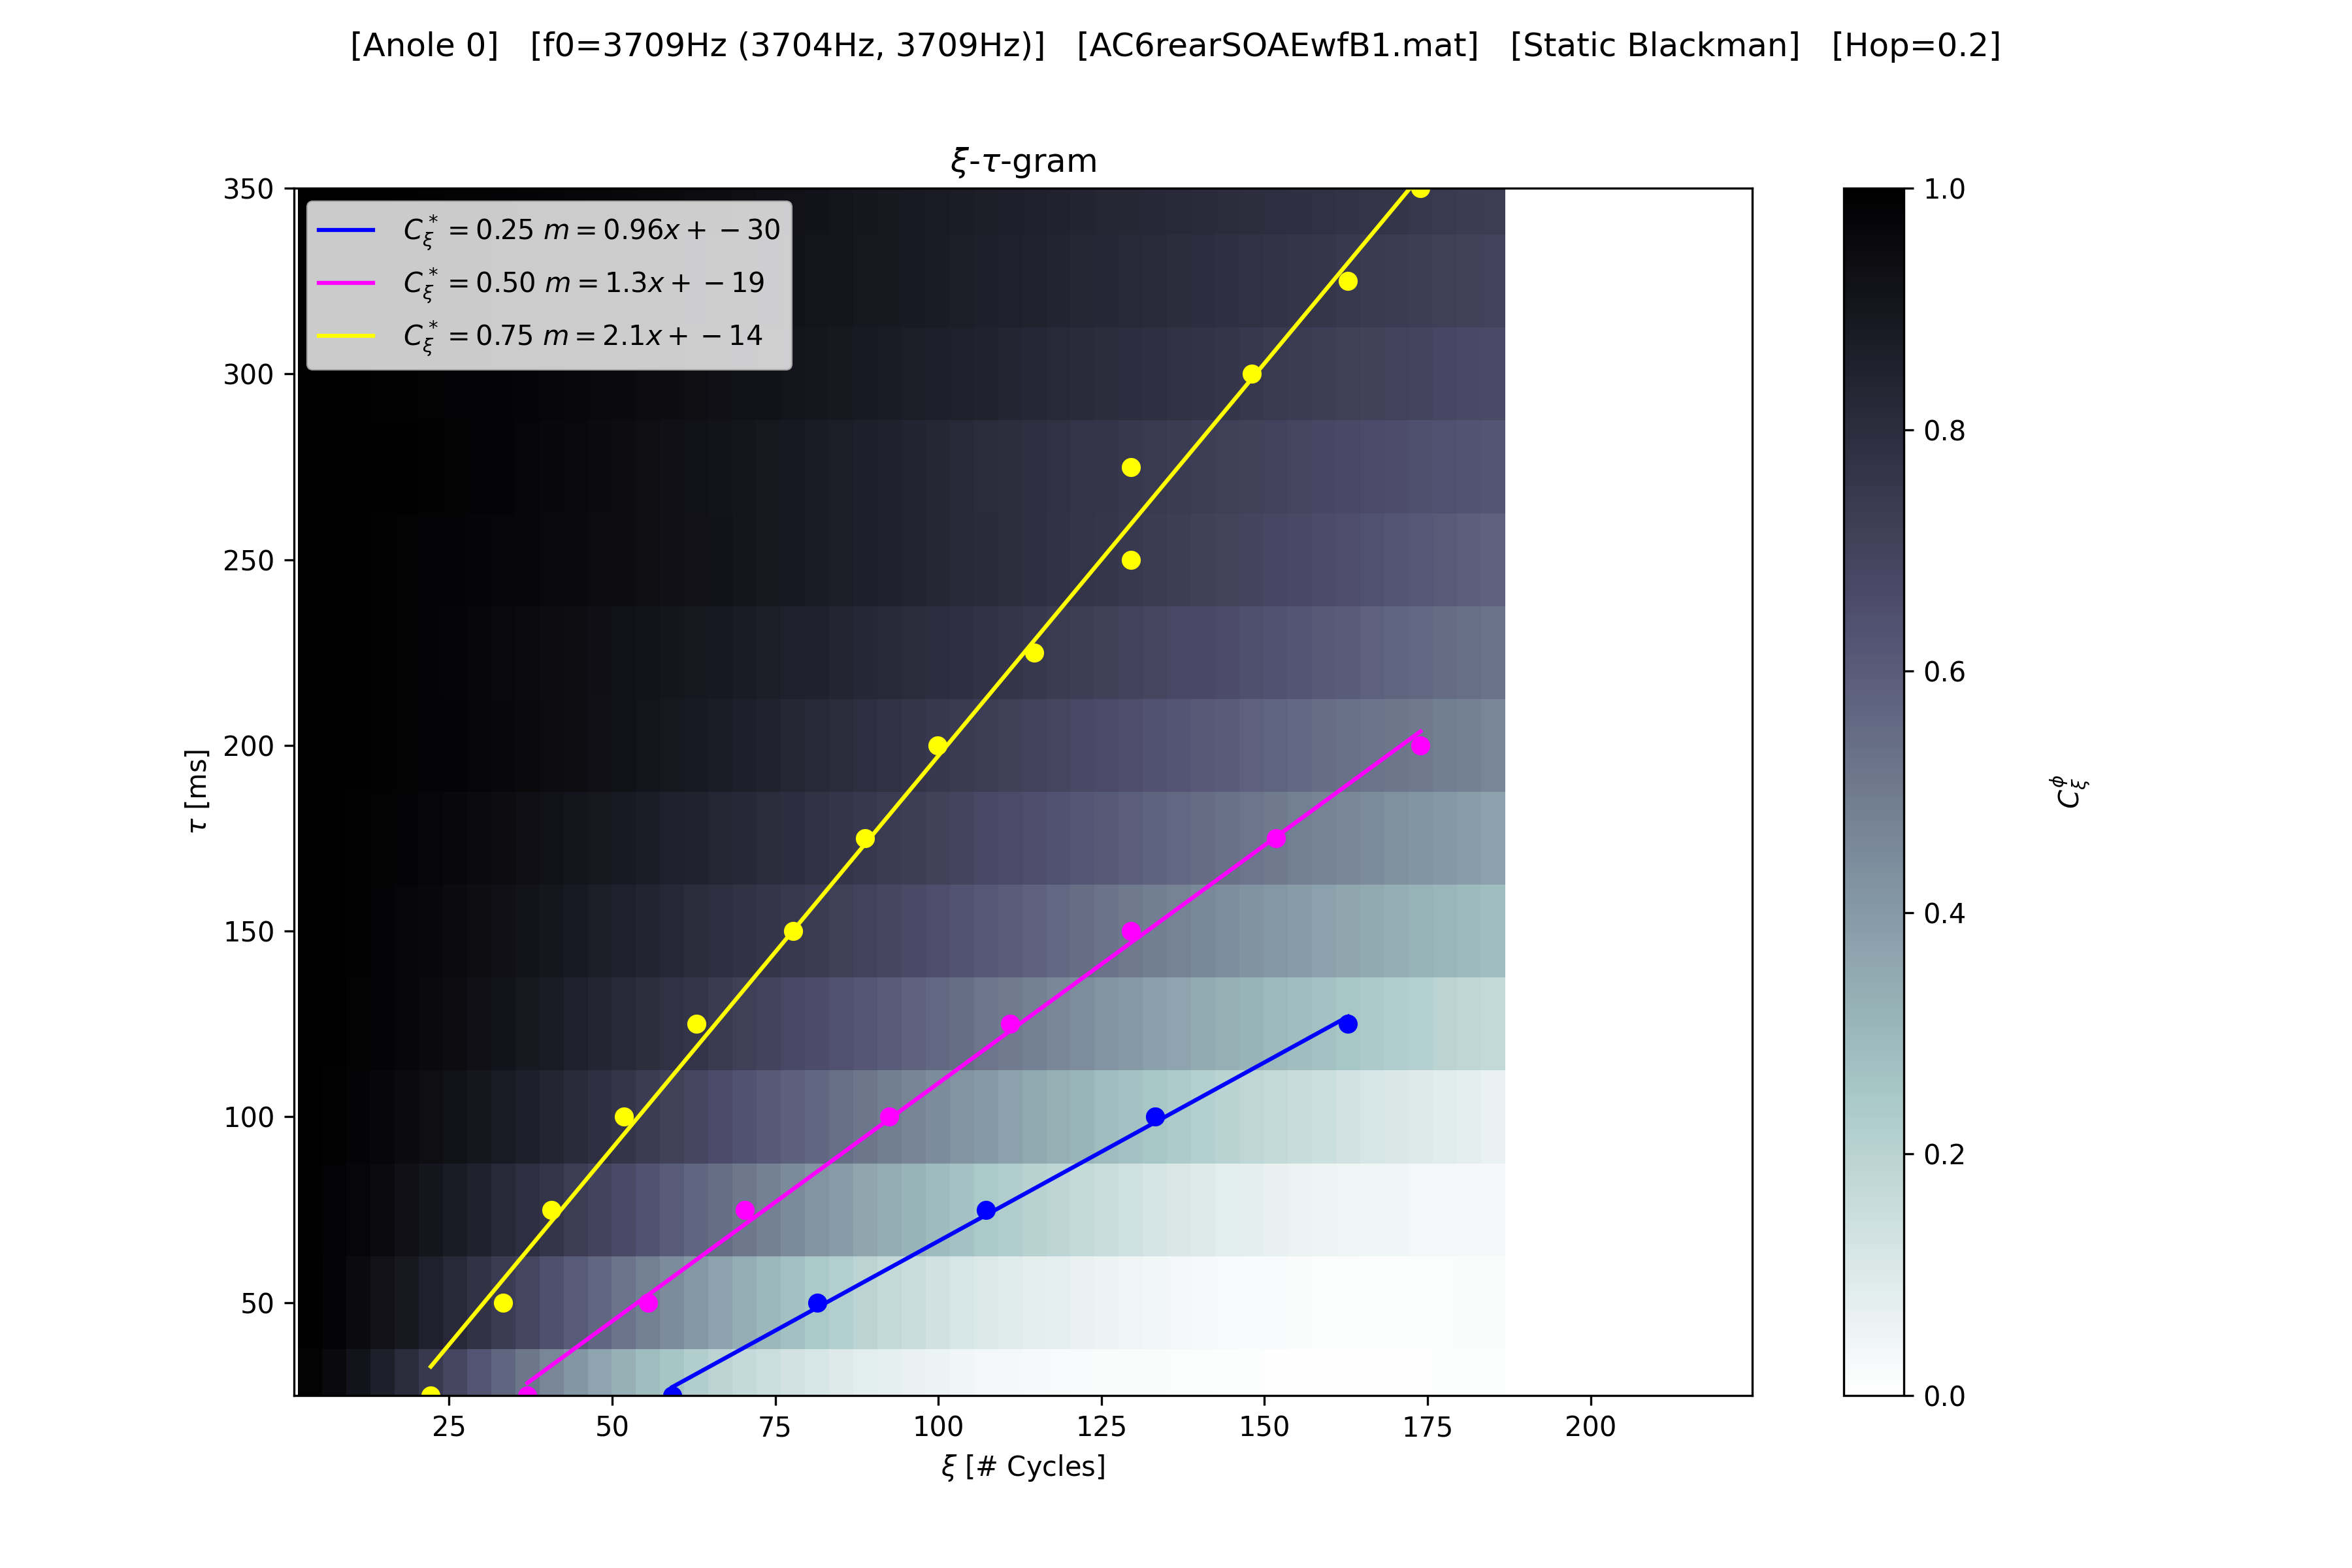 [Anole 0]   [f0=3709Hz (3704Hz, 3709Hz)]   [AC6rearSOAEwfB1.mat]   [Static Blackman]   [Hop=0.2]
ξ-τ-gram
C*ξ = 0.25 m = 0.96x + −30
C*ξ = 0.50 m = 1.3x + −19
C*ξ = 0.75 m = 2.1x + −14
350
300
250
200
150
100
50
τ [ms]
25 50 75 100 125 150 175 200
ξ [# Cycles]
1.0
0.8
0.6
0.4
0.2
0.0
C^ϕ_ξ